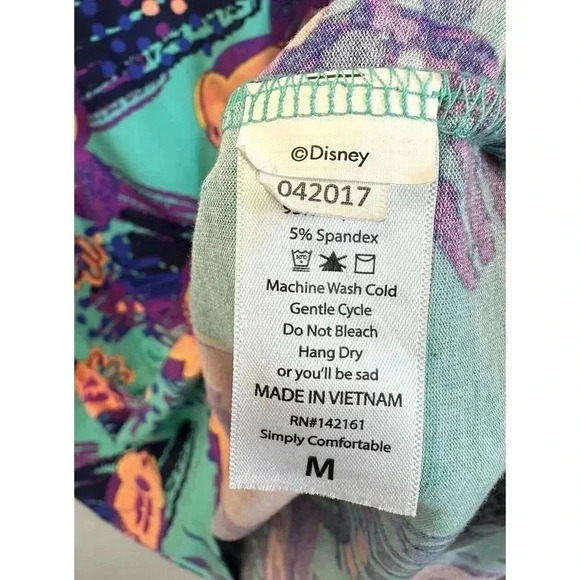 ©Disney
042017
5% Spandex
Machine Wash Cold
Gentle Cycle
Do Not Bleach
Hang Dry
or you'll be sad
MADE IN VIETNAM
RN#142161
Simply Comfortable
M